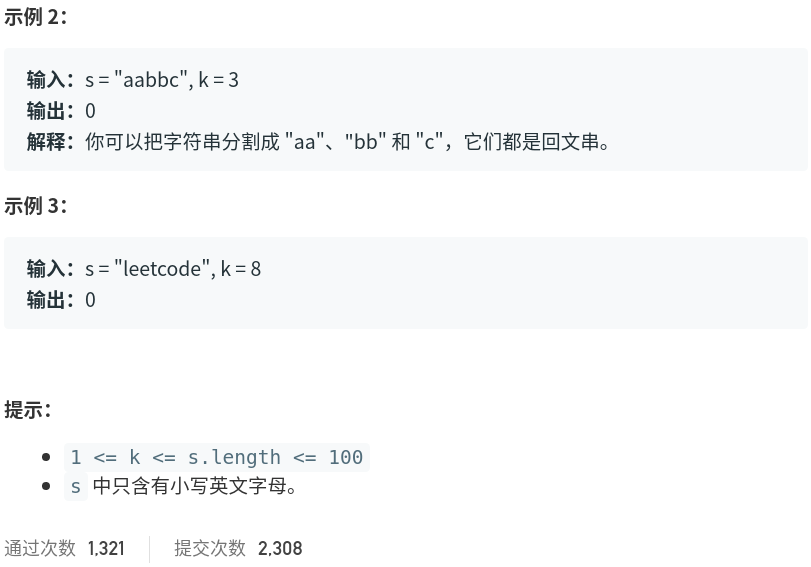 示例 2：
输入：s = "aabbc", k = 3
输出：0
解释：你可以把字符串分割成 "aa"、"bb" 和 "c"，它们都是回文串。
示例 3：
输入：s = "leetcode", k = 8
输出：0
提示：
1 <= k <= s.length <= 100
s 中只含有小写英文字母。
通过次数 1,321 提交次数 2,308